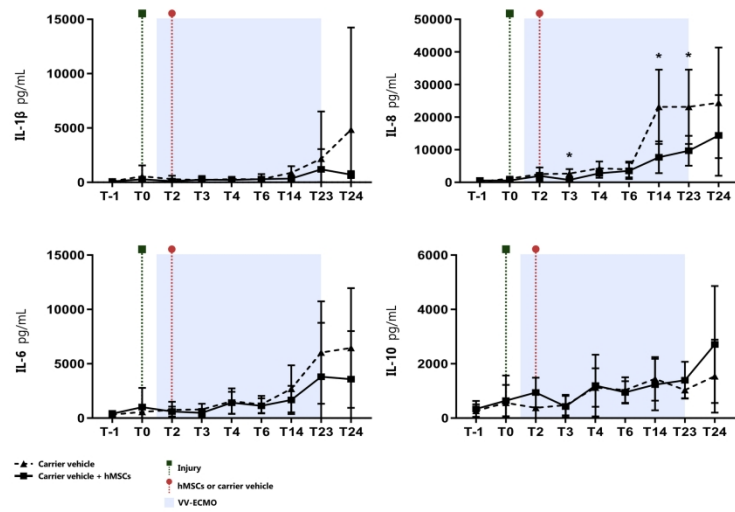 15000
10000
5000
0
IL-1β pg/mL
T-1 T0 T2 T3 T4 T6 T14 T23 T24
50000
40000
30000
20000
10000
0
IL-8 pg/mL
* * *
T-1 T0 T2 T3 T4 T6 T14 T23 T24
15000
10000
5000
0
IL-6 pg/mL
T-1 T0 T2 T3 T4 T6 T14 T23 T24
6000
4000
2000
0
IL-10 pg/mL
T-1 T0 T2 T3 T4 T6 T14 T23 T24
Carrier vehicle
Carrier vehicle + hMSCs
Injury
hMSCs or carrier vehicle
VV-ECMO